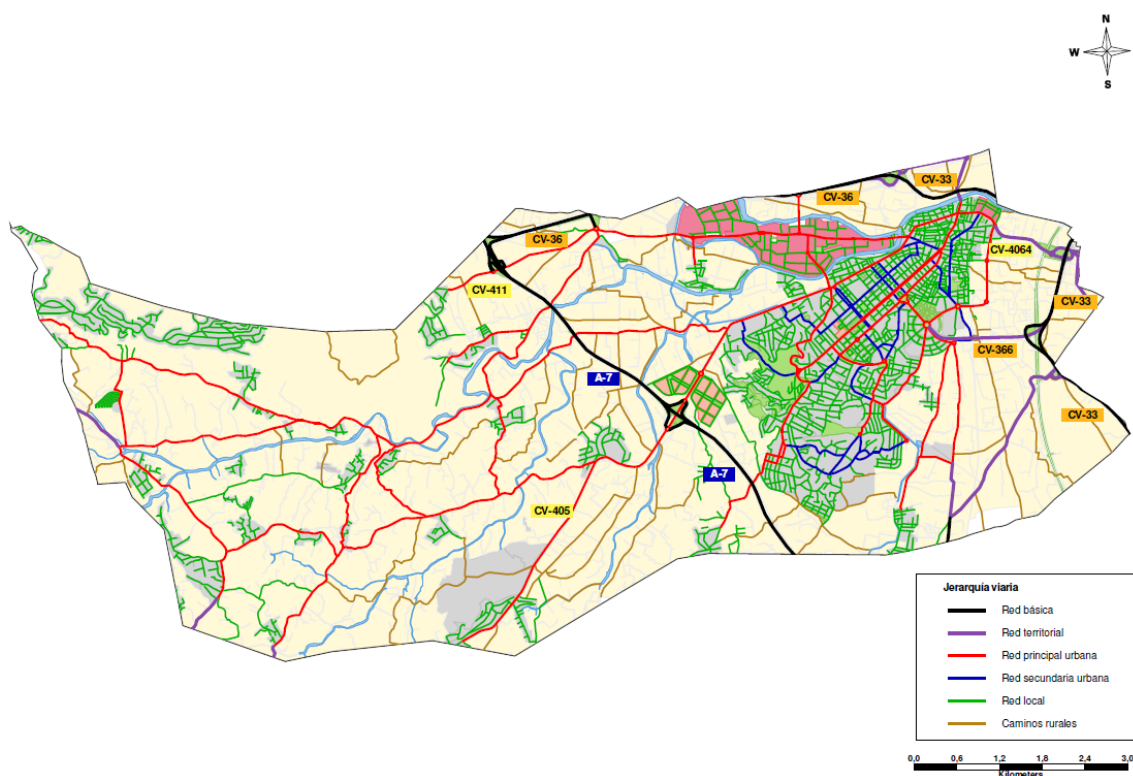 N
W
S
CV-33
CV-36
CV-36
CV-4064
CV-411
CV-33
CV-366
A-7
CV-33
A-7
CV-405
Jerarquía viaria
Red básica
Red territorial
Red principal urbana
Red secundaria urbana
Red local
Caminos rurales
0,0 0,6 1,2 1,8 2,4 3,0
Kilometers